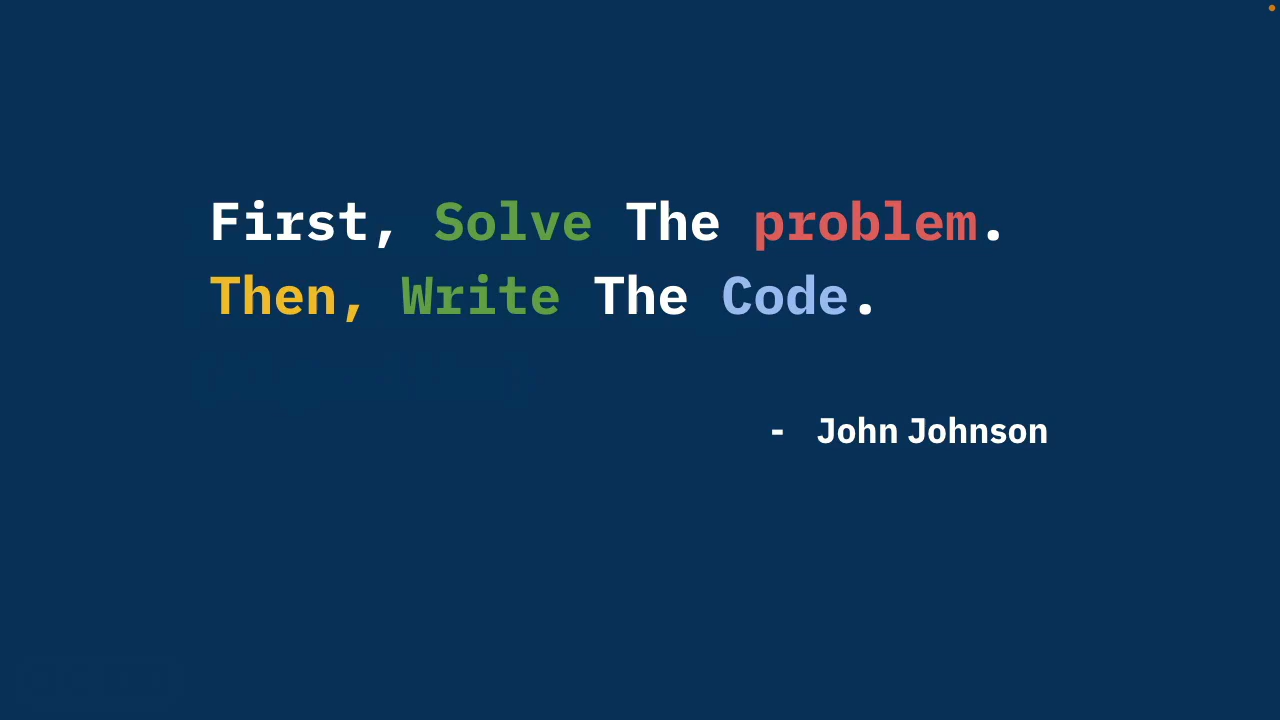 First, Solve The problem.
Then, Write The Code.
- John Johnson